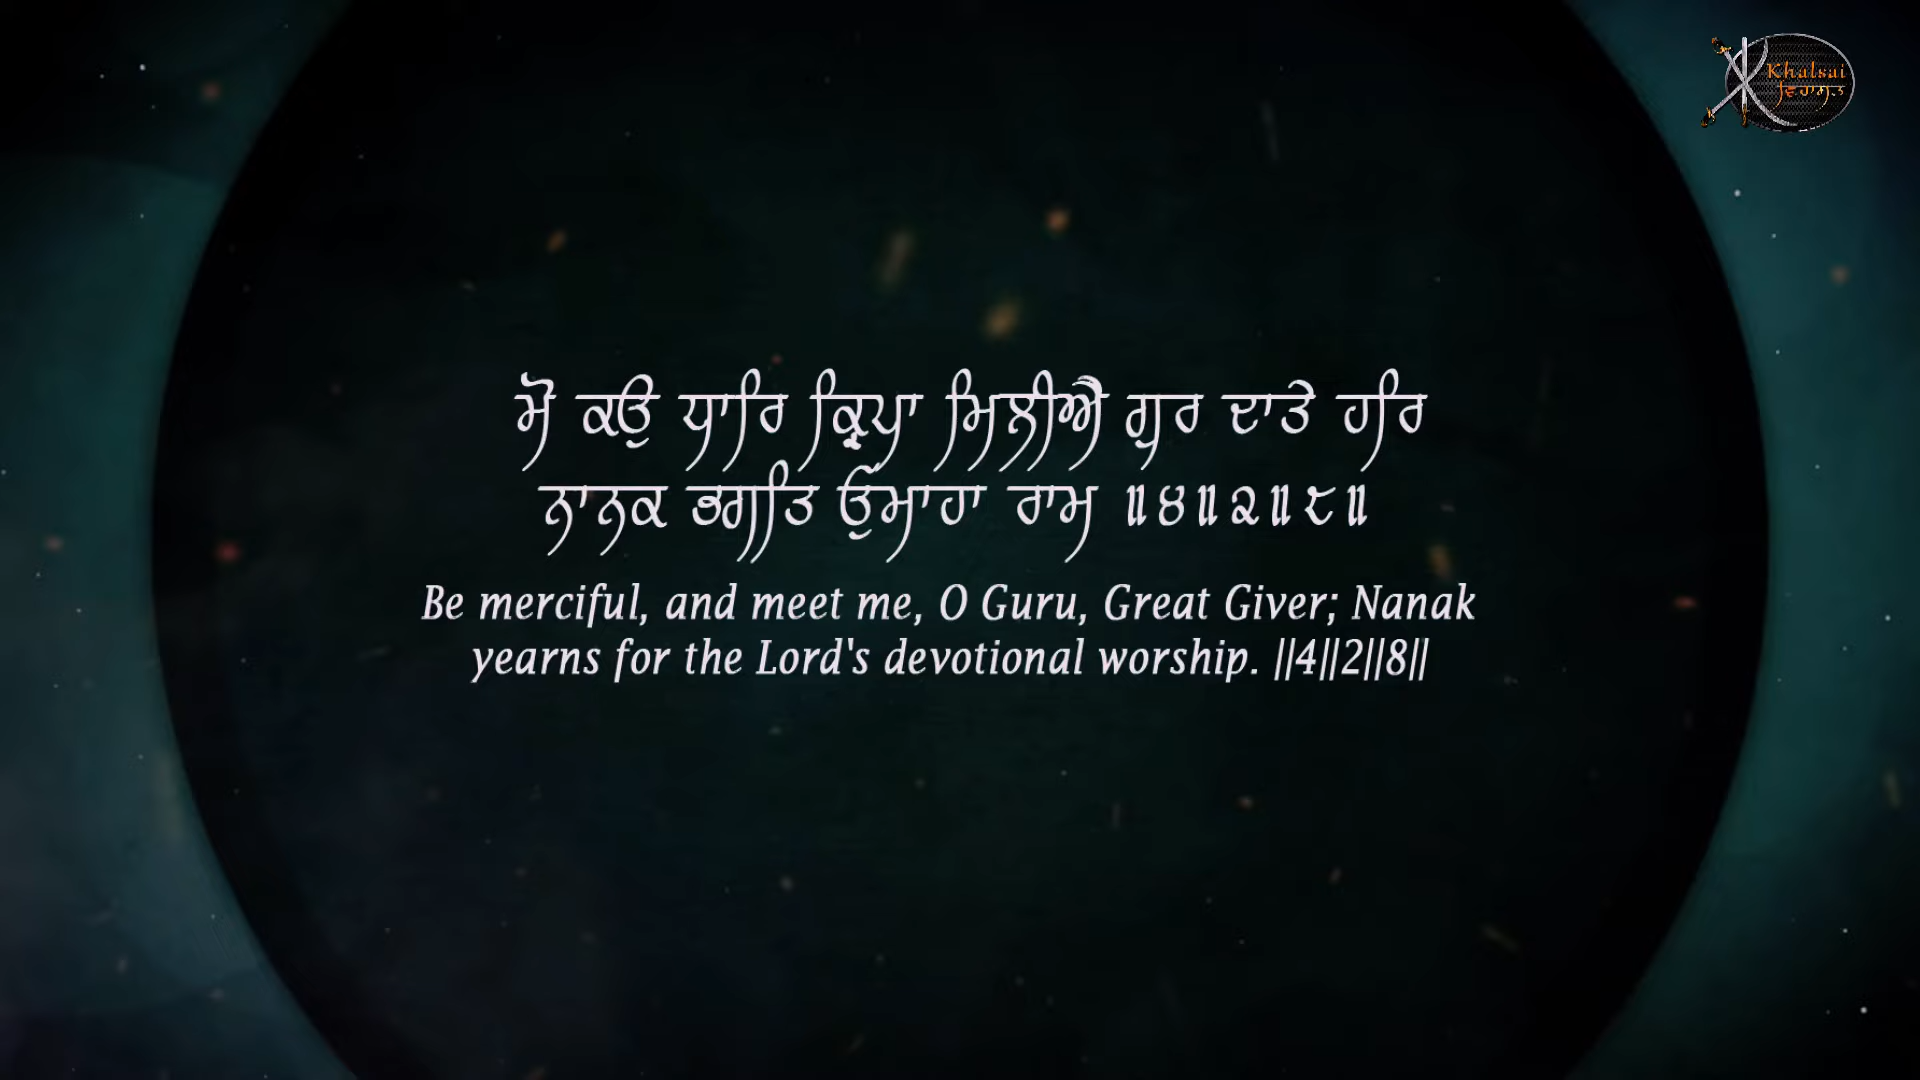 Khalsai
ਵਿਰਾਸਤ
ਮੋ ਕਉ ਧਾਰਿ ਕ੍ਰਿਪਾ ਮਿਲੀਐ ਗੁਰ ਦਾਤੇ ਹਰਿ
ਨਾਨਕ ਭਗਤਿ ਓੁਮਾਹਾ ਰਾਮ ॥੪॥੨॥੮॥
Be merciful, and meet me, O Guru, Great Giver; Nanak
yearns for the Lord's devotional worship. ||4||2||8||